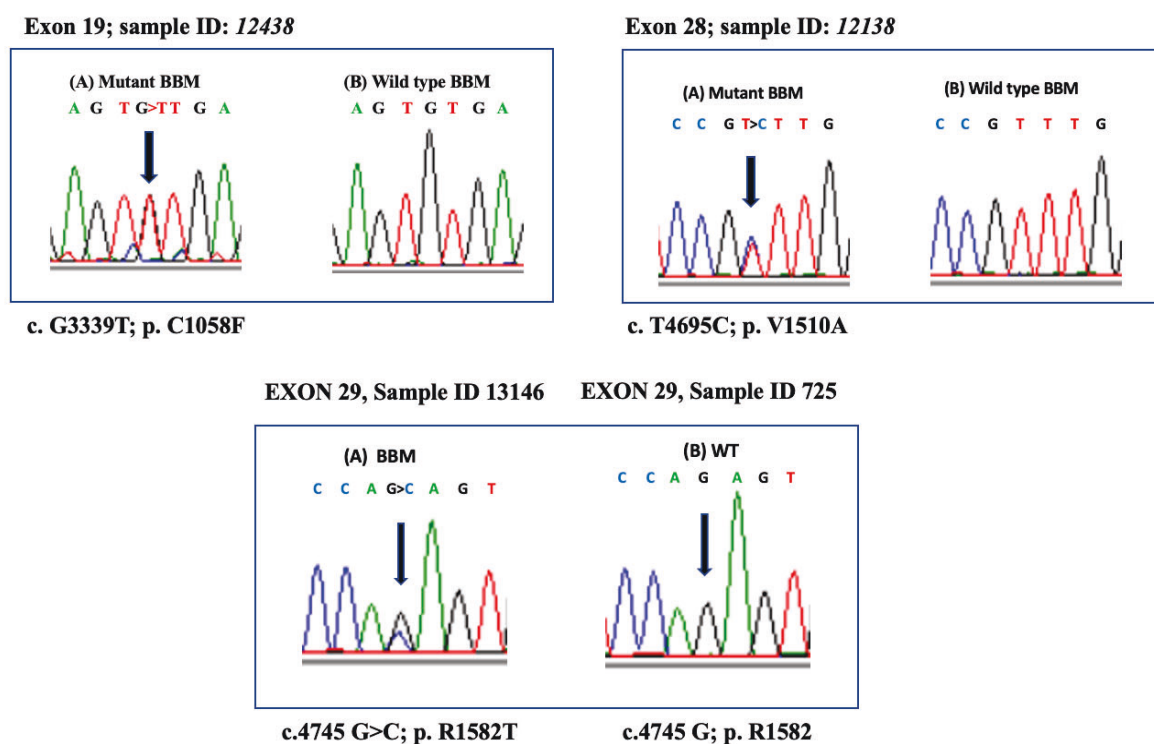 Exon 19; sample ID: 12438
(A) Mutant BBM
A G T G>T T G A
(B) Wild type BBM
A G T G T G A
c. G3339T; p. C1058F
Exon 28; sample ID: 12138
(A) Mutant BBM
C C G T>C T T G
(B) Wild type BBM
C C G T T T G
c. T4695C; p. V1510A
EXON 29, Sample ID 13146
(A) BBM
C C A G>C A G T
c.4745 G>C; p. R1582T
EXON 29, Sample ID 725
(B) WT
C C A G A G T
c.4745 G; p. R1582